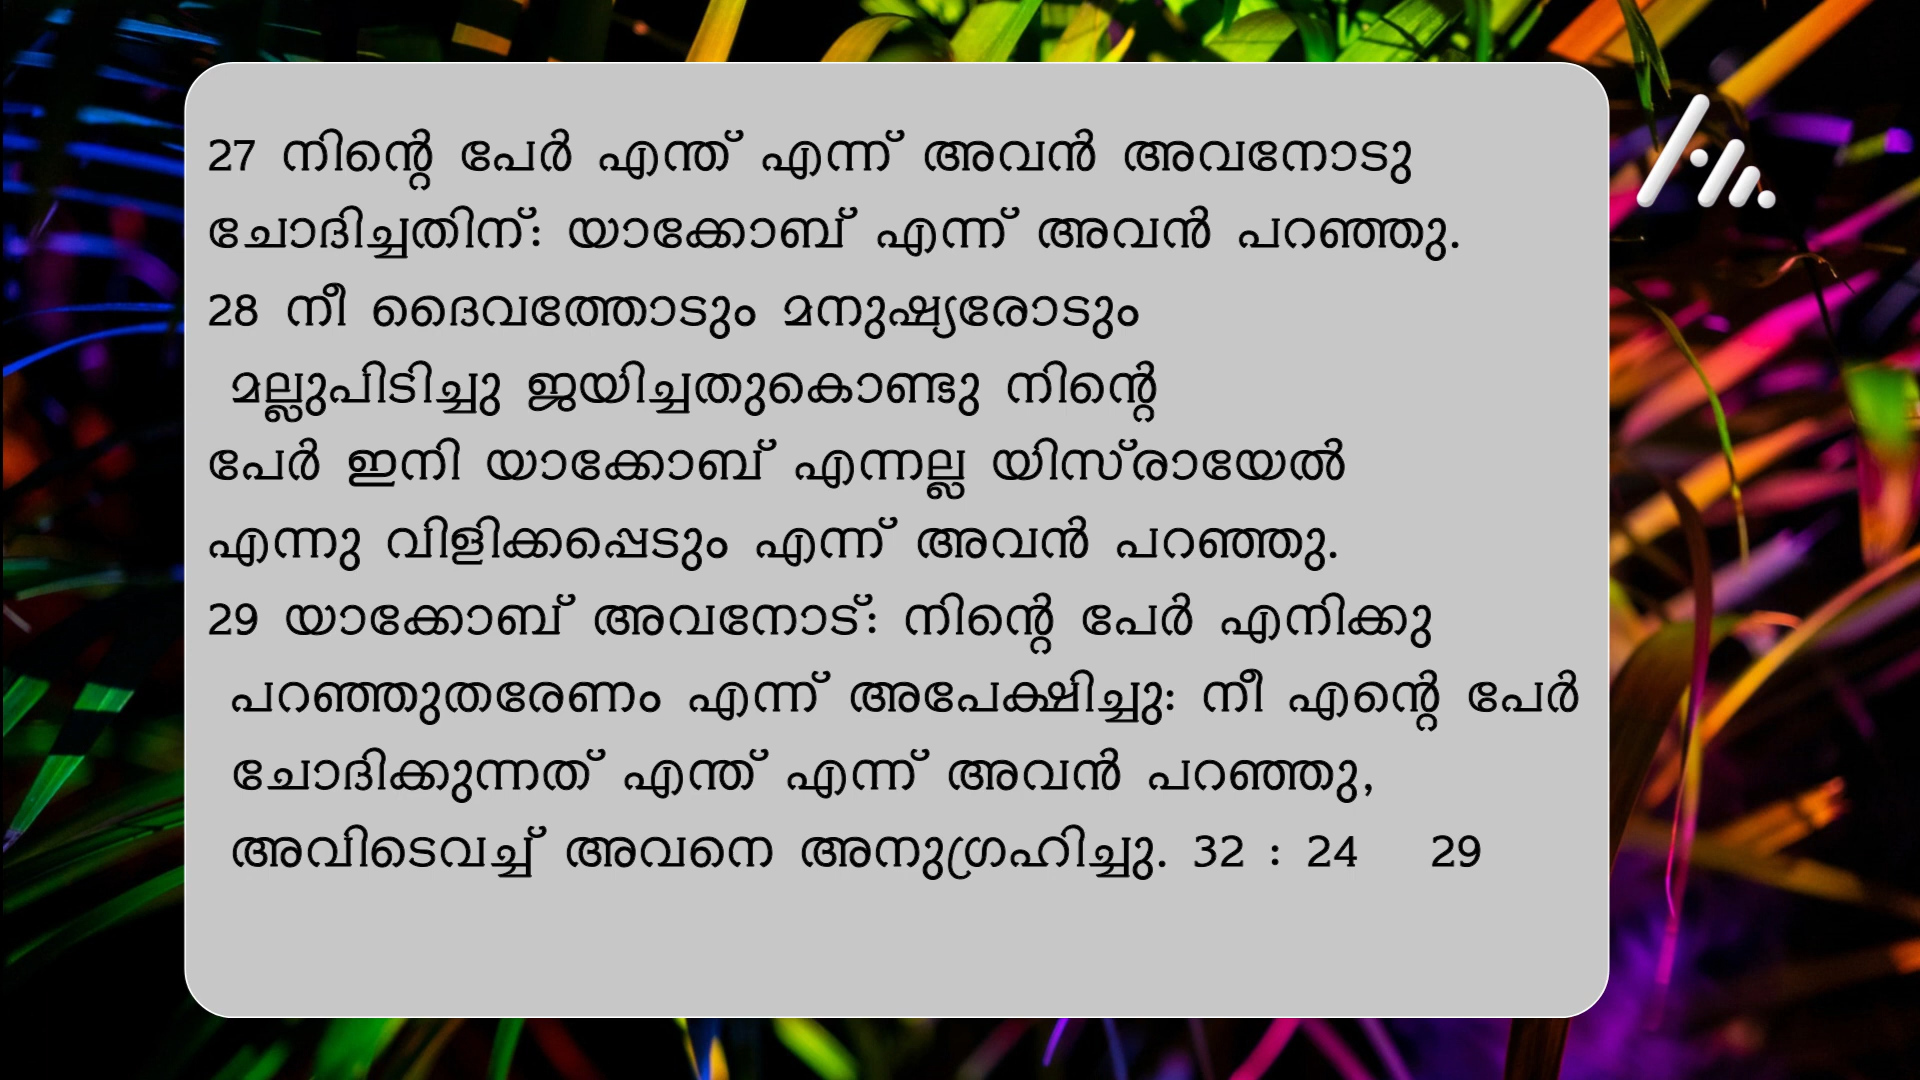 27 നിന്റെ പേർ എന്ത് എന്ന് അവൻ അവനോടു
ചോദിച്ചതിന്: യാക്കോബ് എന്ന് അവൻ പറഞ്ഞു.
28 നീ ദൈവത്തോടും മനുഷ്യരോടും
മല്ലുപിടിച്ചു ജയിച്ചതുകൊണ്ടു നിന്റെ
പേർ ഇനി യാക്കോബ് എന്നല്ല യിസ്രായേൽ
എന്നു വിളിക്കപ്പെടും എന്ന് അവൻ പറഞ്ഞു.
29 യാക്കോബ് അവനോട്: നിന്റെ പേർ എനിക്കു
പറഞ്ഞുതരേണം എന്ന് അപേക്ഷിച്ചു: നീ എന്റെ പേർ
ചോദിക്കുന്നത് എന്ത് എന്ന് അവൻ പറഞ്ഞു,
അവിടെവച്ച് അവനെ അനുഗ്രഹിച്ചു. 32 : 24 29